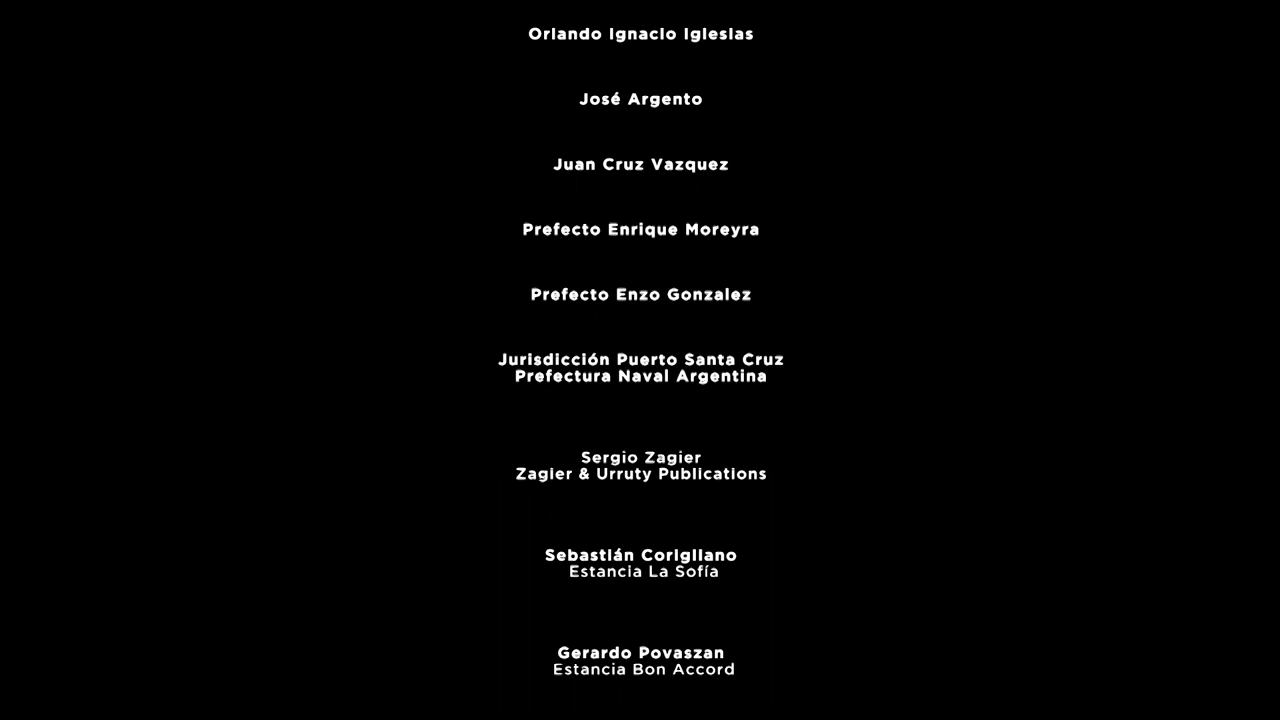 Orlando Ignacio Iglesias
José Argento
Juan Cruz Vazquez
Prefecto Enrique Moreyra
Prefecto Enzo Gonzalez
Jurisdicción Puerto Santa Cruz
Prefectura Naval Argentina
Sergio Zagier
Zagier & Urruty Publications
Sebastián Corigliano
Estancia La Sofía
Gerardo Povaszan
Estancia Bon Accord